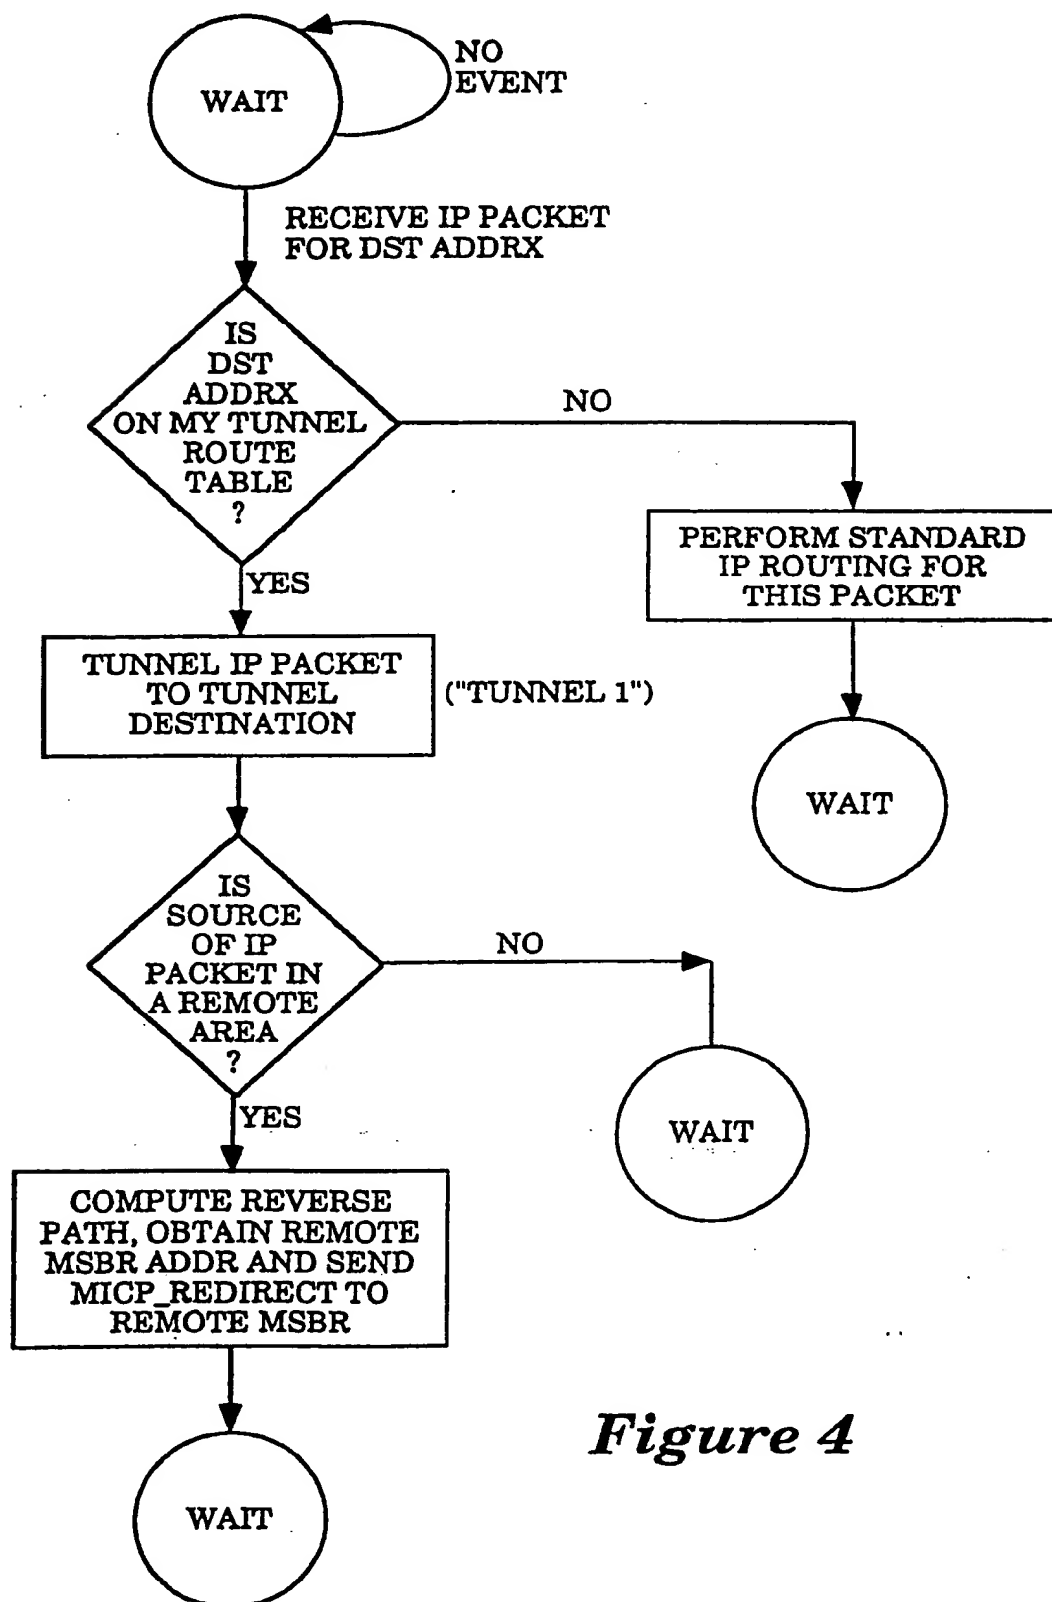 NO
EVENT
WAIT
RECEIVE IP PACKET
FOR DST ADDRX
IS
DST
ADDRX
ON MY TUNNEL
ROUTE
TABLE
?
NO
YES
PERFORM STANDARD
IP ROUTING FOR
THIS PACKET
TUNNEL IP PACKET
TO TUNNEL
DESTINATION
("TUNNEL 1")
WAIT
IS
SOURCE
OF IP
PACKET IN
A REMOTE
AREA
?
NO
YES
WAIT
COMPUTE REVERSE
PATH, OBTAIN REMOTE
MSBR ADDR AND SEND
MICP_REDIRECT TO
REMOTE MSBR
WAIT
Figure 4